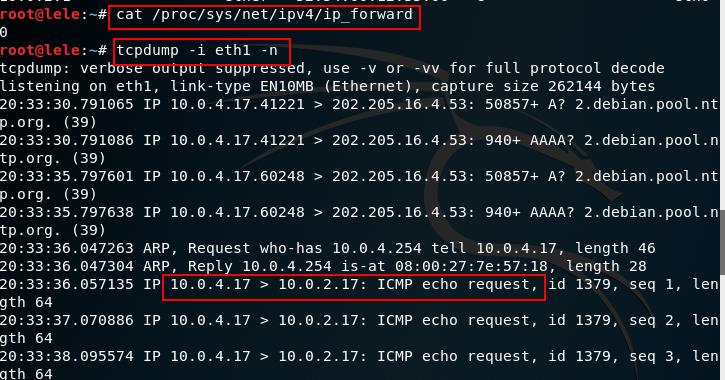 root@lele:~# cat /proc/sys/net/ipv4/ip_forward
0
root@lele:~# tcpdump -i eth1 -n
tcpdump: verbose output suppressed, use -v or -vv for full protocol decode
listening on eth1, link-type EN10MB (Ethernet), capture size 262144 bytes
20:33:30.791065 IP 10.0.4.17.41221 > 202.205.16.4.53: 50857+ A? 2.debian.pool.nt
p.org. (39)
20:33:30.791086 IP 10.0.4.17.41221 > 202.205.16.4.53: 940+ AAAA? 2.debian.pool.n
tp.org. (39)
20:33:35.797601 IP 10.0.4.17.60248 > 202.205.16.4.53: 50857+ A? 2.debian.pool.nt
p.org. (39)
20:33:35.797638 IP 10.0.4.17.60248 > 202.205.16.4.53: 940+ AAAA? 2.debian.pool.n
tp.org. (39)
20:33:36.047263 ARP, Request who-has 10.0.4.254 tell 10.0.4.17, length 46
20:33:36.047304 ARP, Reply 10.0.4.254 is-at 08:00:27:7e:57:18, length 28
20:33:36.057135 IP 10.0.4.17 > 10.0.2.17: ICMP echo request, id 1379, seq 1, len
gth 64
20:33:37.070886 IP 10.0.4.17 > 10.0.2.17: ICMP echo request, id 1379, seq 2, len
gth 64
20:33:38.095574 IP 10.0.4.17 > 10.0.2.17: ICMP echo request, id 1379, seq 3, len
gth 64